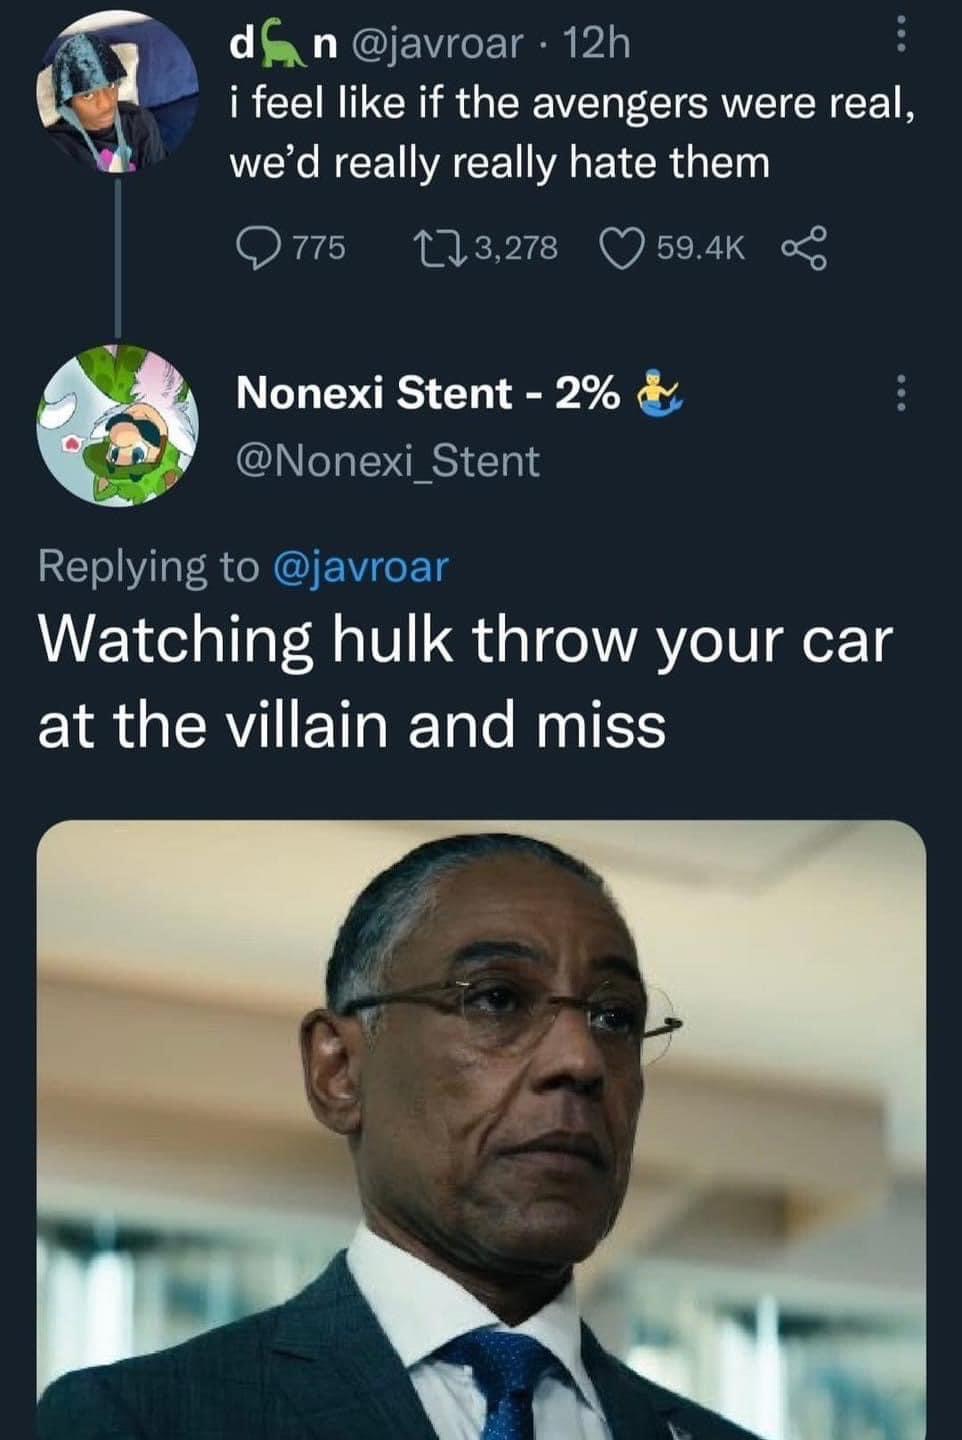 d🦕n @javroar · 12h
i feel like if the avengers were real,
we’d really really hate them
775 3,278 59.4K
Nonexi Stent - 2% 🧜‍♂️
@Nonexi_Stent
Replying to @javroar
Watching hulk throw your car
at the villain and miss